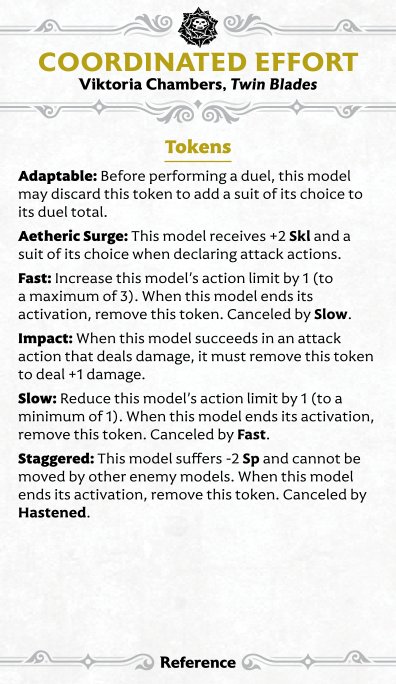 COORDINATED EFFORT
Viktoria Chambers, Twin Blades
Tokens
Adaptable: Before performing a duel, this model
may discard this token to add a suit of its choice to
its duel total.
Aetheric Surge: This model receives +2 Skl and a
suit of its choice when declaring attack actions.
Fast: Increase this model's action limit by 1 (to
a maximum of 3). When this model ends its
activation, remove this token. Canceled by Slow.
Impact: When this model succeeds in an attack
action that deals damage, it must remove this token
to deal +1 damage.
Slow: Reduce this model's action limit by 1 (to a
minimum of 1). When this model ends its activation,
remove this token. Canceled by Fast.
Staggered: This model suffers -2 Sp and cannot be
moved by other enemy models. When this model
ends its activation, remove this token. Canceled by
Hastened.
Reference